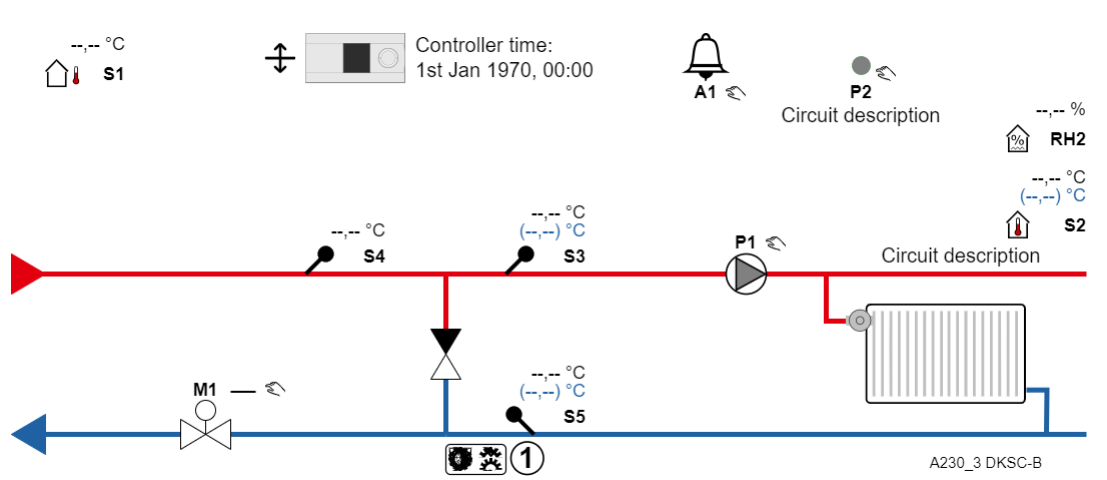 --,-- °C
S1
Controller time:
1st Jan 1970, 00:00
A1
P2
Circuit description
--,-- %
%
RH2
--,-- °C
(--,--) °C
S2
Circuit description
--,-- °C
S4
--,-- °C
(--,--) °C
S3
P1
M1
--,-- °C
(--,--) °C
S5
1
A230_3 DKSC-B